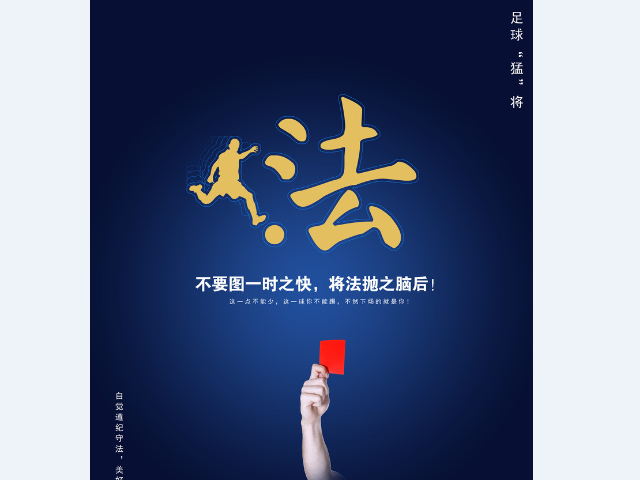 足球“猛”将
法
不要图一时之快，将法抛之脑后！
这一点不能少，这一球你不能踢，不然下场的就是你！
自觉遵纪守法，美好